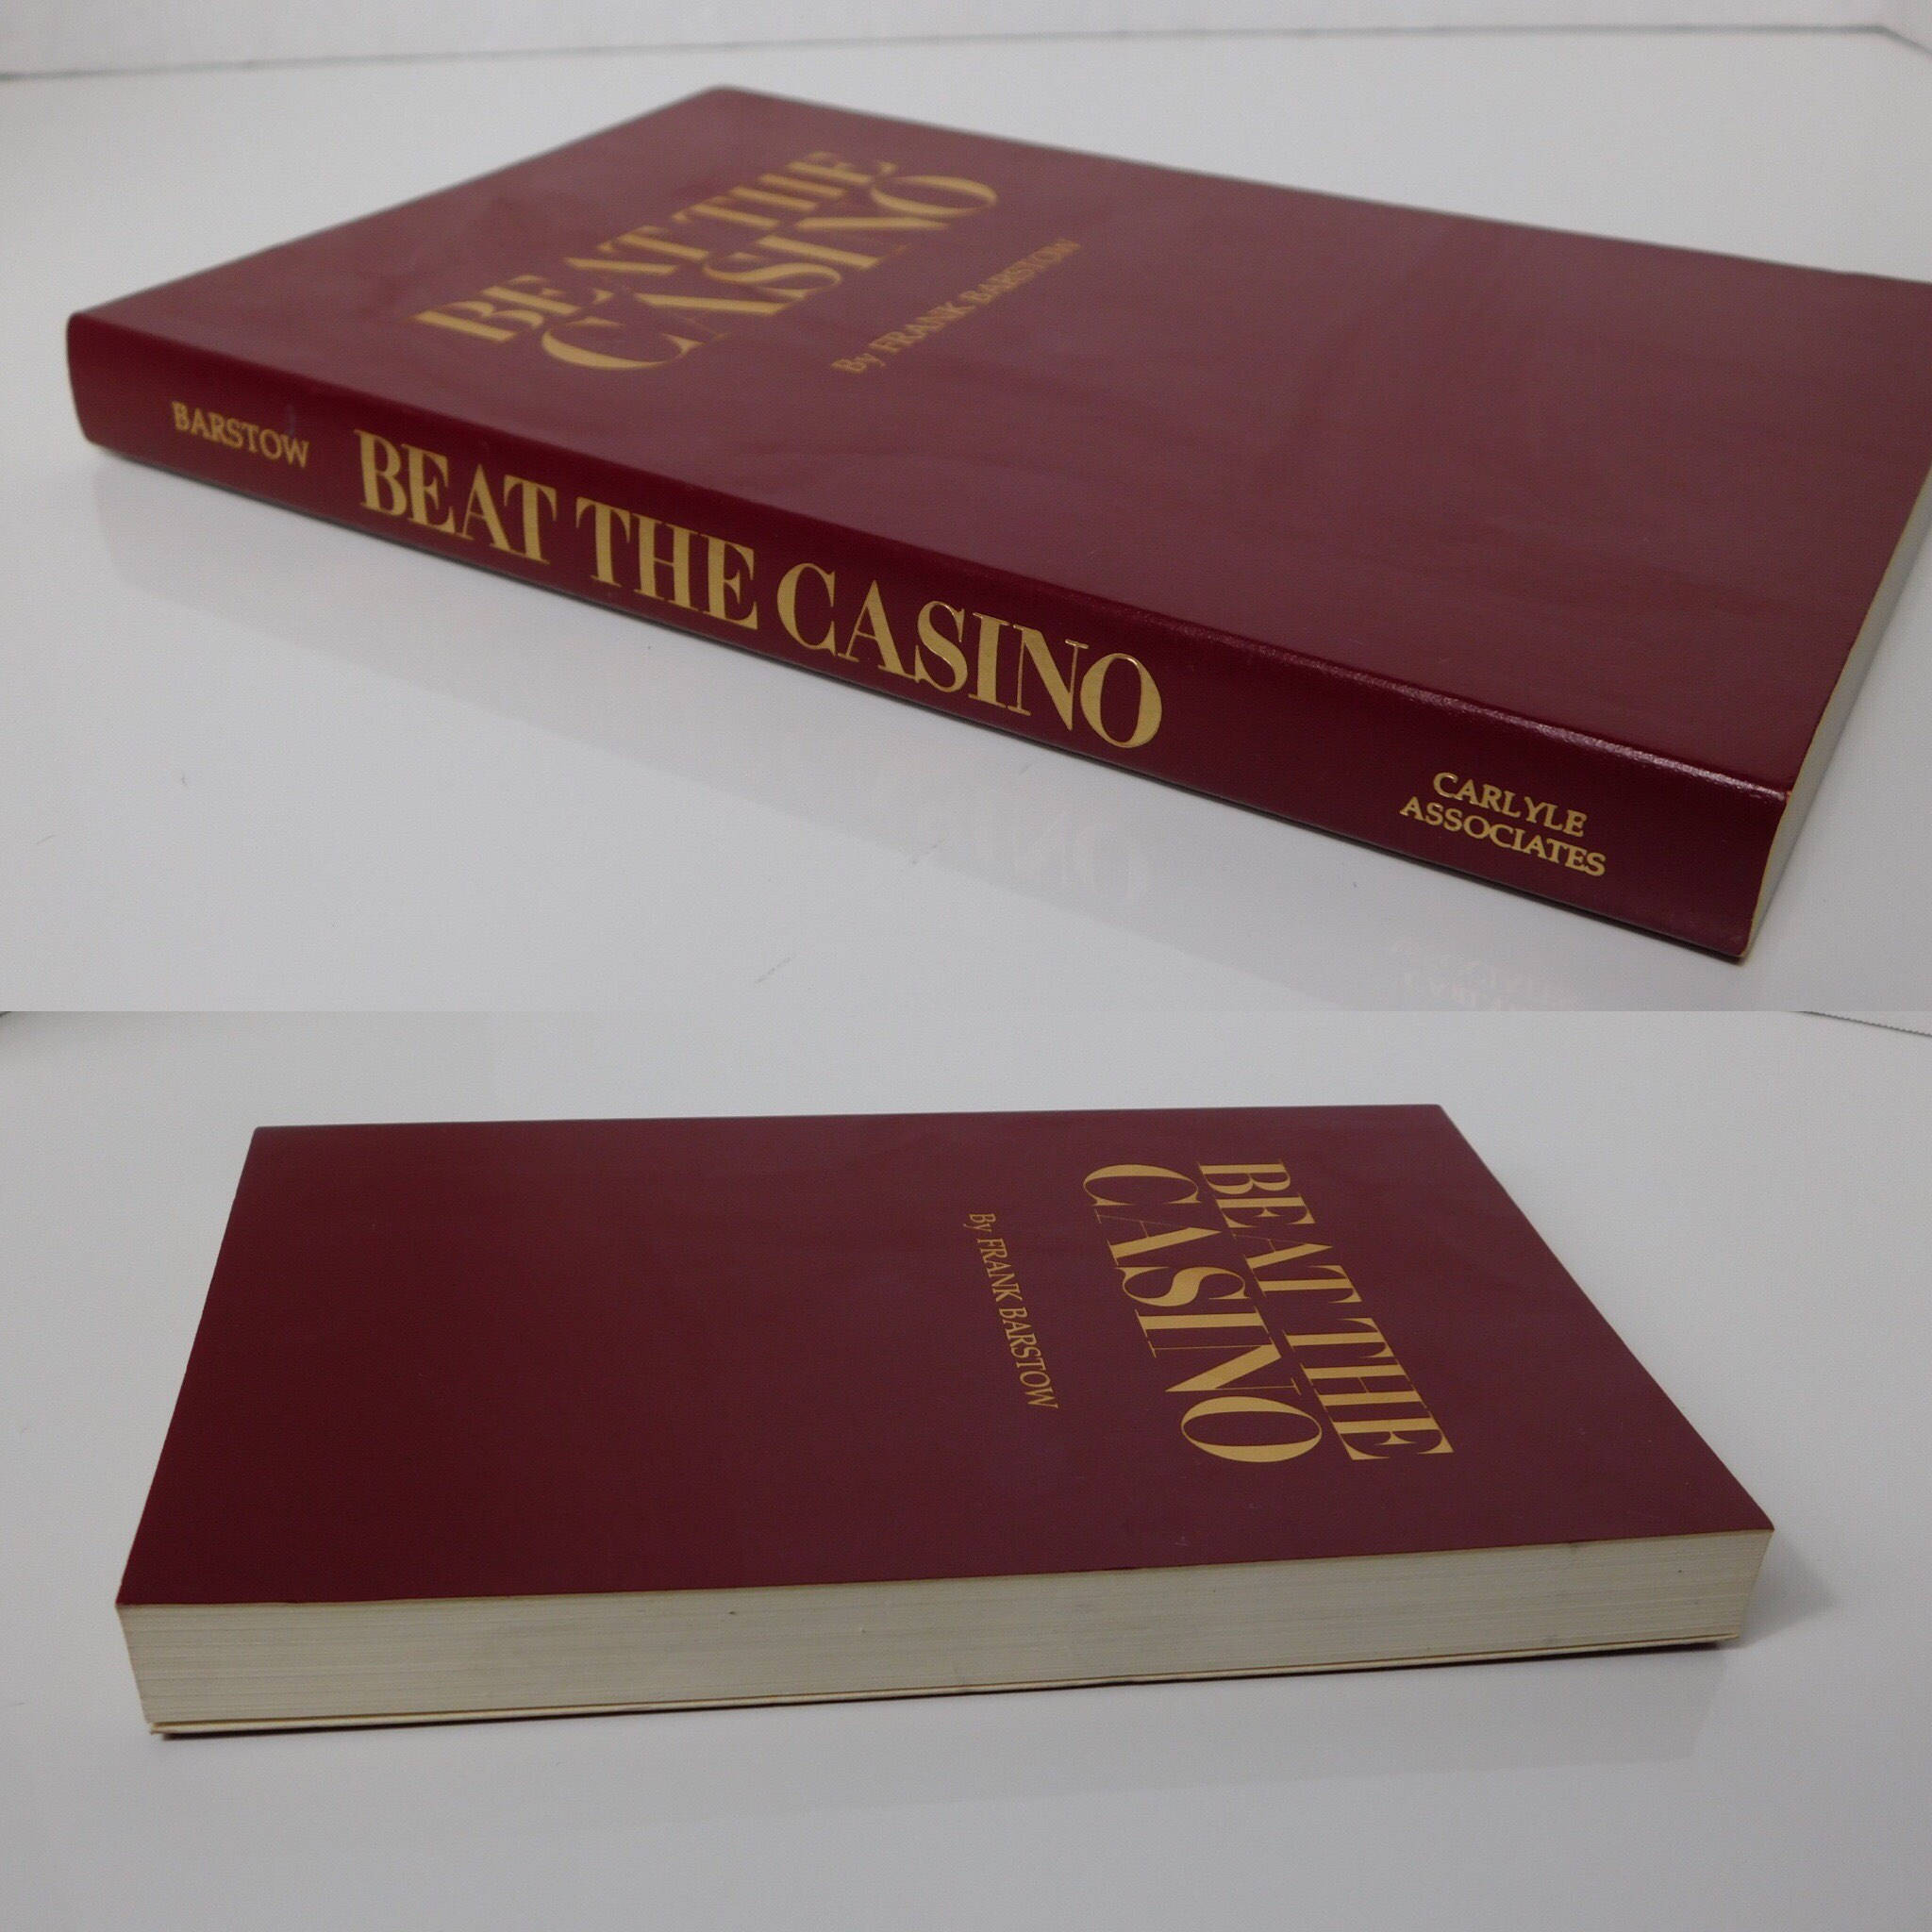 BEAT THE
CASINO
By FRANK BARSTOW
BARSTOW BEAT THE CASINO CARLYLE
ASSOCIATES
BEAT THE
CASINO
By FRANK BARSTOW